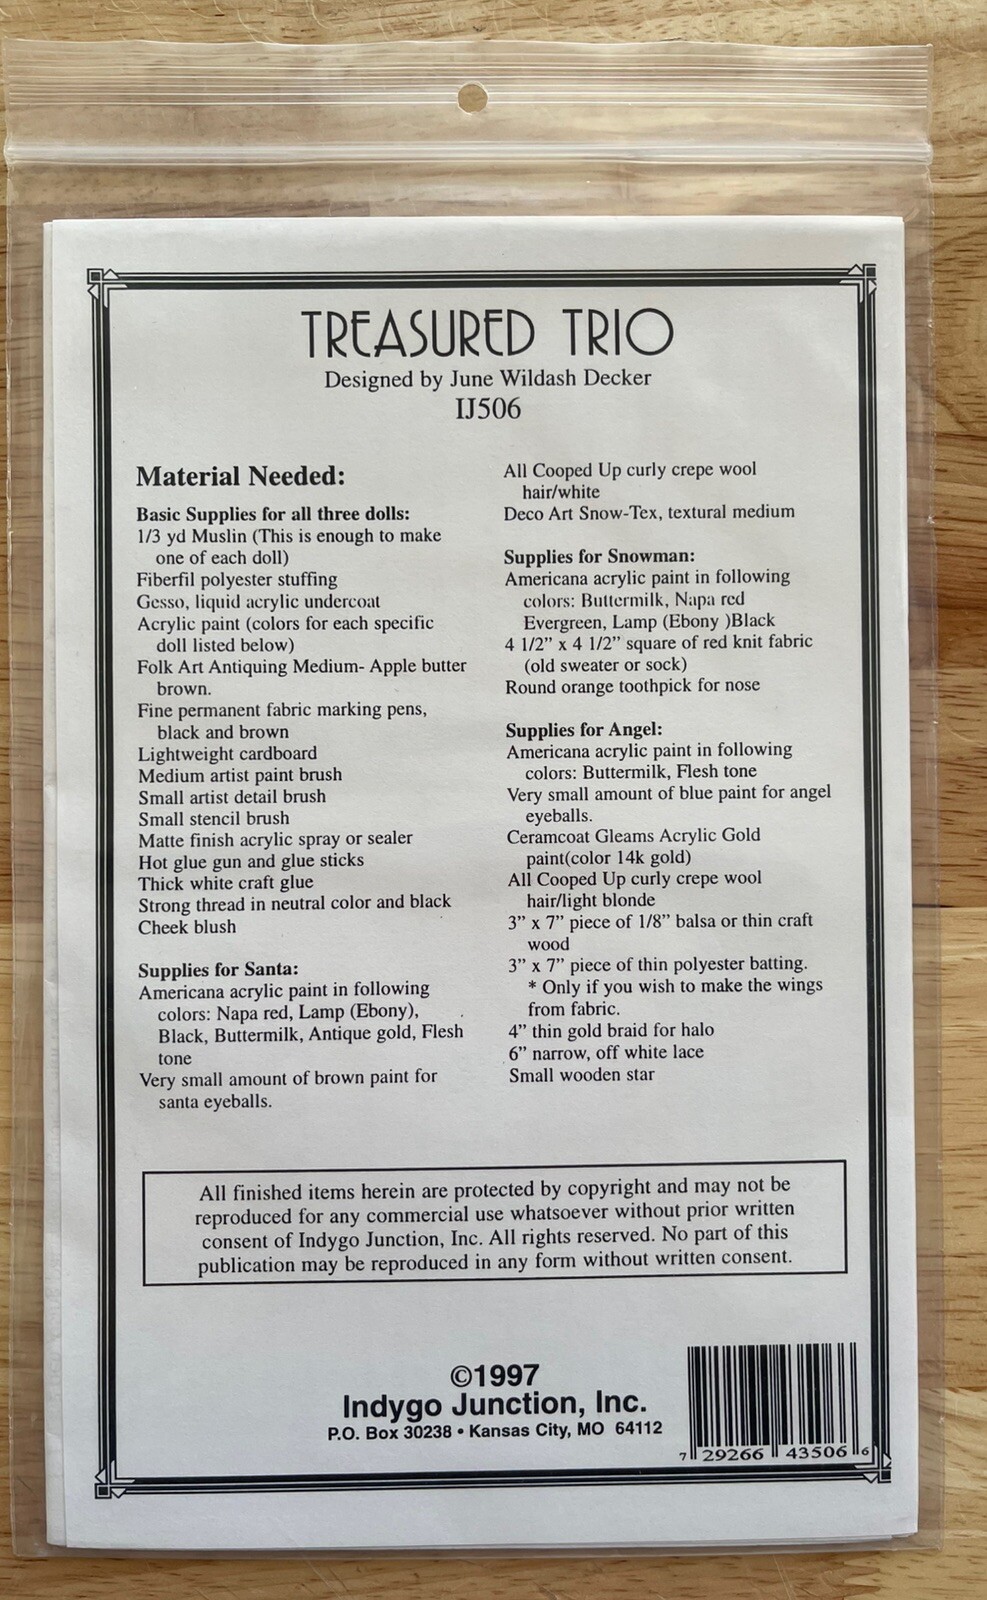 TREASURED TRIO
Designed by June Wildash Decker
IJ506
Material Needed:
Basic Supplies for all three dolls:
1/3 yd Muslin (This is enough to make
one of each doll)
Fiberfil polyester stuffing
Gesso, liquid acrylic undercoat
Acrylic paint (colors for each specific
doll listed below)
Folk Art Antiquing Medium- Apple butter
brown.
Fine permanent fabric marking pens,
black and brown
Lightweight cardboard
Medium artist paint brush
Small artist detail brush
Small stencil brush
Matte finish acrylic spray or sealer
Hot glue gun and glue sticks
Thick white craft glue
Strong thread in neutral color and black
Cheek blush
Supplies for Santa:
Americana acrylic paint in following
colors: Napa red, Lamp (Ebony),
Black, Buttermilk, Antique gold, Flesh
tone
Very small amount of brown paint for
santa eyeballs.
All Cooped Up curly crepe wool
hair/white
Deco Art Snow-Tex, textural medium
Supplies for Snowman:
Americana acrylic paint in following
colors: Buttermilk, Napa red
Evergreen, Lamp (Ebony )Black
4 1/2” x 4 1/2” square of red knit fabric
(old sweater or sock)
Round orange toothpick for nose
Supplies for Angel:
Americana acrylic paint in following
colors: Buttermilk, Flesh tone
Very small amount of blue paint for angel
eyeballs.
Ceramcoat Gleams Acrylic Gold
paint(color 14k gold)
All Cooped Up curly crepe wool
hair/light blonde
3” x 7” piece of 1/8” balsa or thin craft
wood
3” x 7” piece of thin polyester batting.
* Only if you wish to make the wings
from fabric.
4” thin gold braid for halo
6” narrow, off white lace
Small wooden star
All finished items herein are protected by copyright and may not be
reproduced for any commercial use whatsoever without prior written
consent of Indygo Junction, Inc. All rights reserved. No part of this
publication may be reproduced in any form without written consent.
©1997
Indygo Junction, Inc.
P.O. Box 30238 • Kansas City, MO 64112
7 29266 43506 6